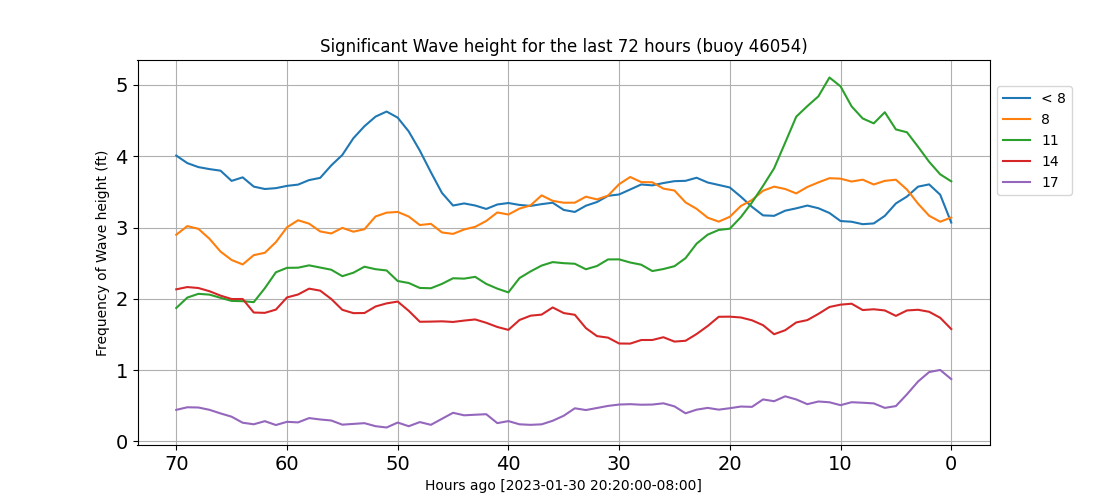 Significant Wave height for the last 72 hours (buoy 46054)
Frequency of Wave height (ft)
5
4
3
2
1
0
70 60 50 40 30 20 10 0
Hours ago [2023-01-30 20:20:00-08:00]
< 8
8
11
14
17